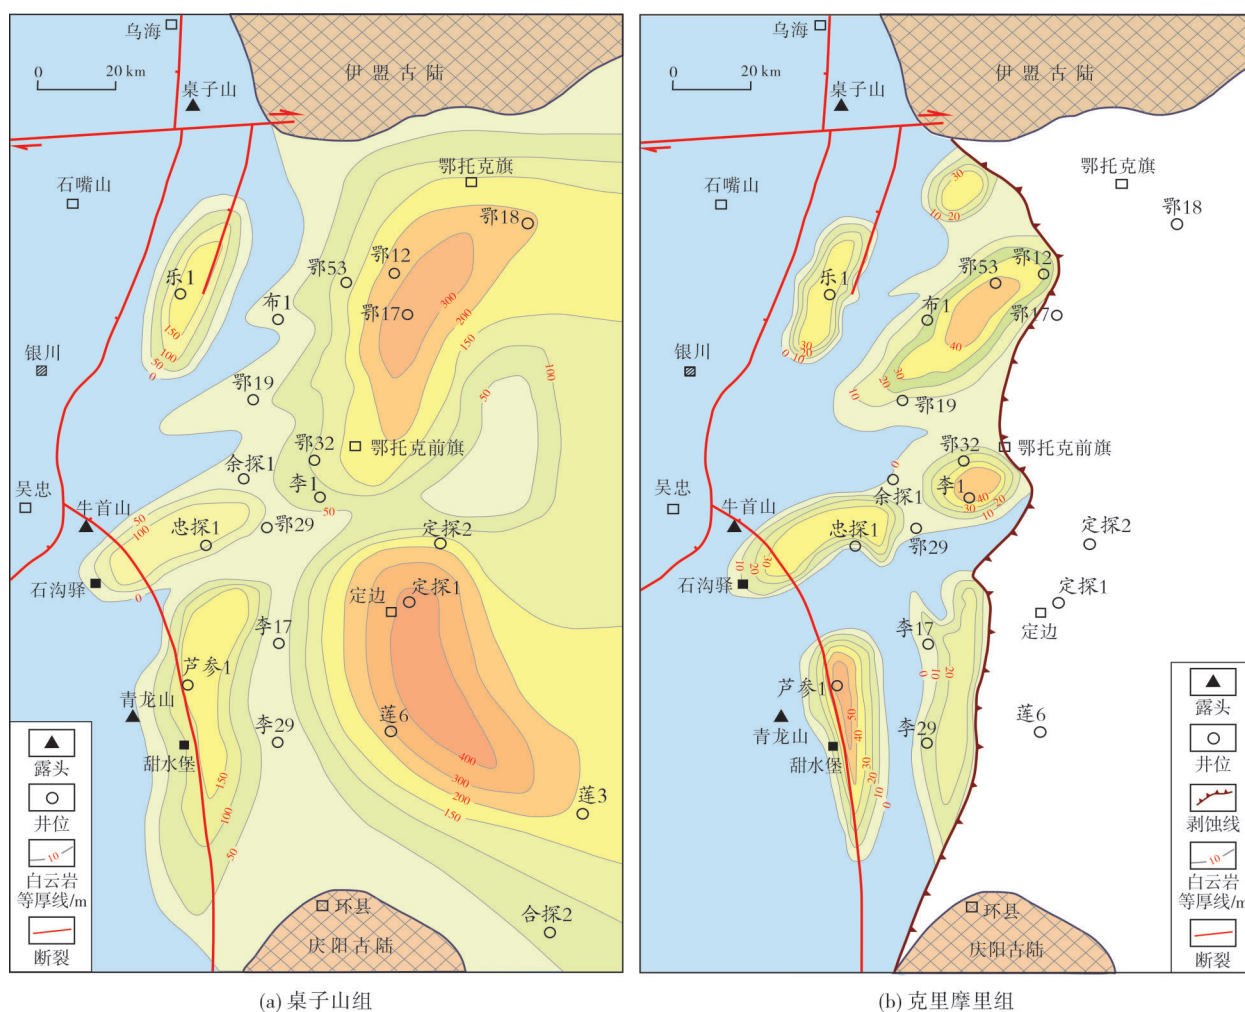 乌海
伊盟古陆
0 20 km
桌子山
鄂托克旗
石嘴山
鄂18
鄂12
鄂53
乐1
300
布1
鄂17
200
150
150
100
50
0
银川
100
50
鄂19
鄂托克前旗
鄂32
余探1
李1
吴忠
牛首山
50
50
100
忠探1
鄂29
定探2
石沟驿
0
定边
定探1
李17
芦参1
青龙山
莲6
李29
甜水堡
400
150
300
200
莲3
100
150
50
露头
井位
10
白云岩
等厚线/m
断裂
合探2
环县
庆阳古陆
(a) 桌子山组
乌海
伊盟古陆
0 20 km
桌子山
鄂托克旗
30
石嘴山
10 20
鄂18
鄂12
鄂53
乐1
布1
鄂17
30
40
0 10 20
银川
30
20
10
鄂19
鄂32
鄂托克前旗
0
余探1
李1
40 20
30 10
吴忠
牛首山
忠探1
鄂29
定探2
10 20 30
石沟驿
定探1
定边
李17
20
10
0
芦参1
50
青龙山
40
李29
莲6
甜水堡
30
20
10
0
露头
井位
剥蚀线
10
白云岩
等厚线/m
断裂
环县
庆阳古陆
(b) 克里摩里组